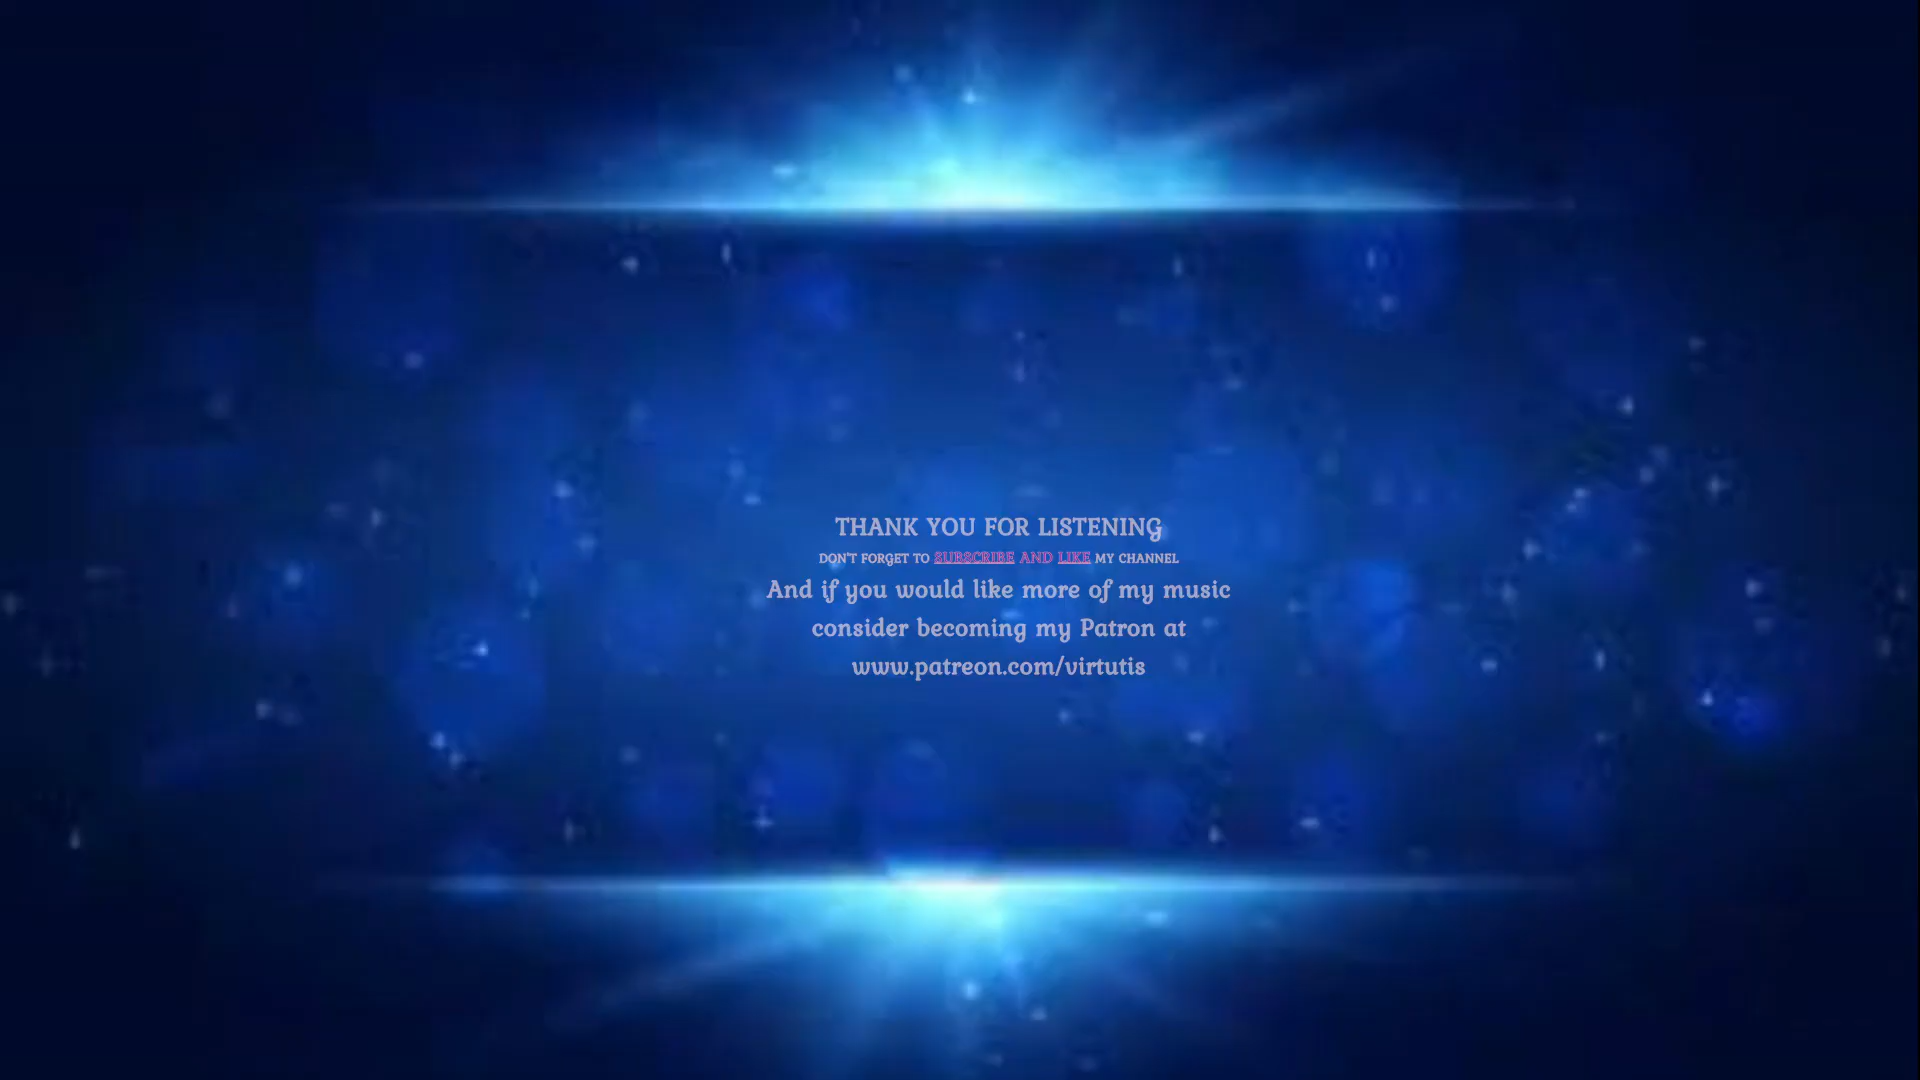 THANK YOU FOR LISTENING
DON'T FORGET TO SUBSCRIBE AND LIKE MY CHANNEL
And if you would like more of my music
consider becoming my Patron at
www.patreon.com/virtutis